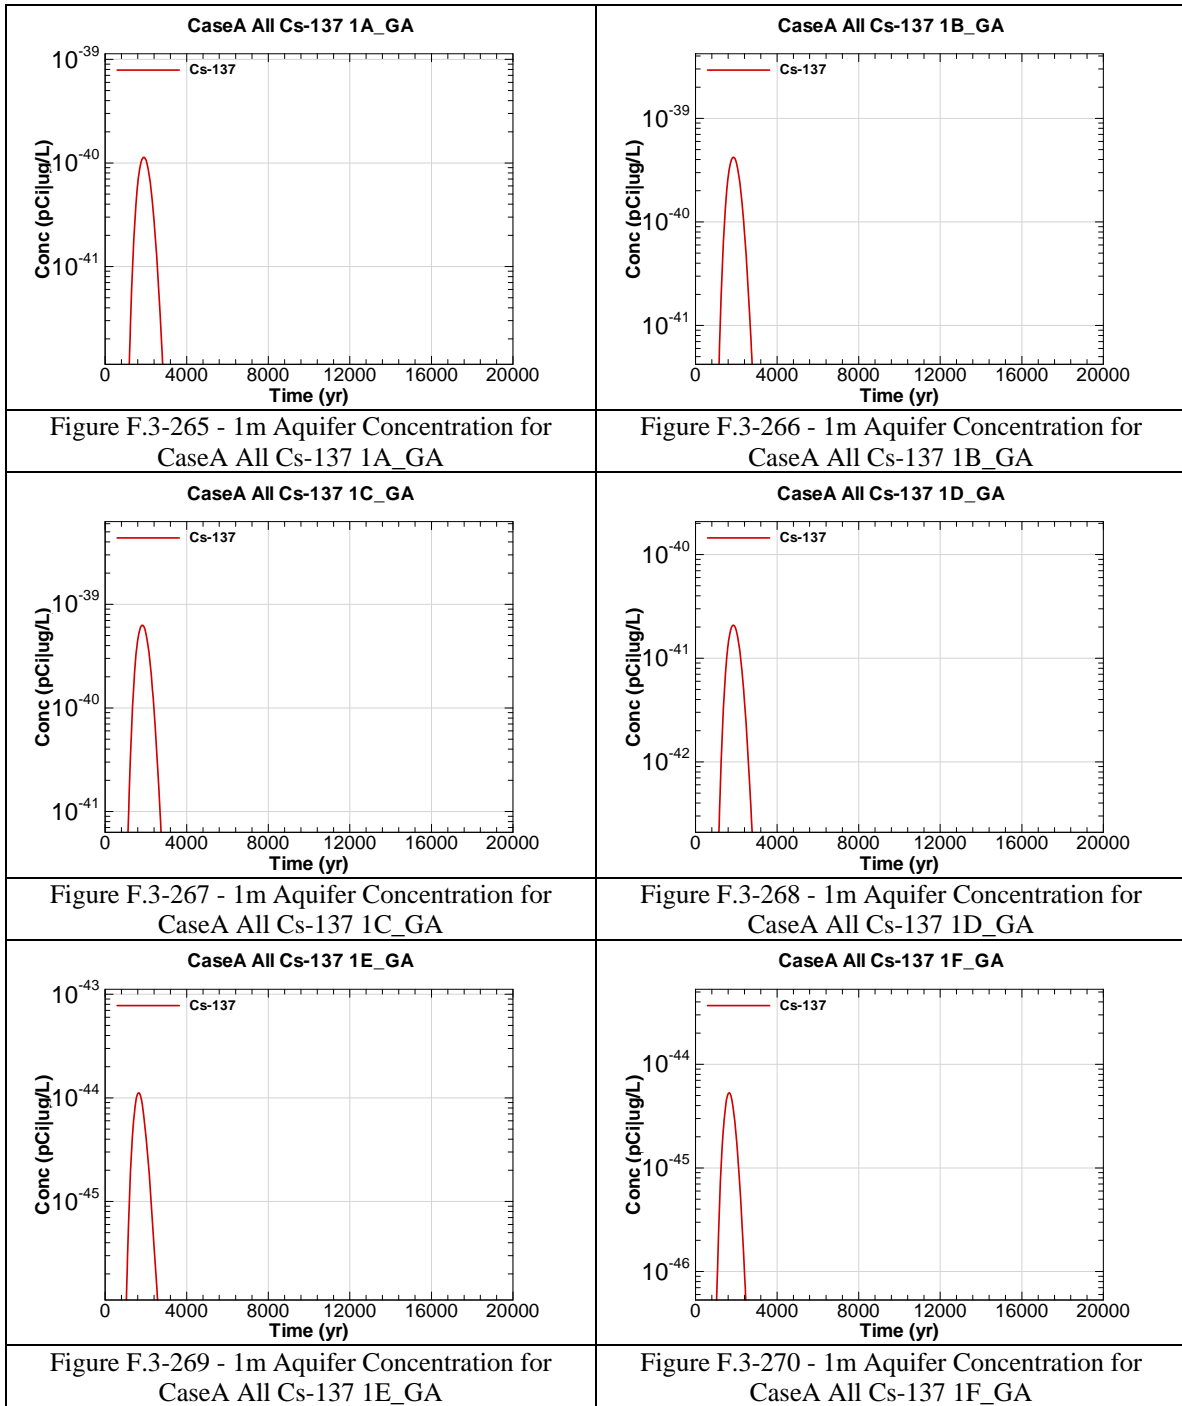 CaseA All Cs-137 1A_GA
Cs-137
10^-39
10^-40
10^-41
Conc (pCi|ug/L)
0 4000 8000 12000 16000 20000
Time (yr)
Figure F.3-265 - 1m Aquifer Concentration for
CaseA All Cs-137 1A_GA
CaseA All Cs-137 1B_GA
Cs-137
10^-39
10^-40
10^-41
Conc (pCi|ug/L)
0 4000 8000 12000 16000 20000
Time (yr)
Figure F.3-266 - 1m Aquifer Concentration for
CaseA All Cs-137 1B_GA
CaseA All Cs-137 1C_GA
Cs-137
10^-39
10^-40
10^-41
Conc (pCi|ug/L)
0 4000 8000 12000 16000 20000
Time (yr)
Figure F.3-267 - 1m Aquifer Concentration for
CaseA All Cs-137 1C_GA
CaseA All Cs-137 1D_GA
Cs-137
10^-40
10^-41
10^-42
Conc (pCi|ug/L)
0 4000 8000 12000 16000 20000
Time (yr)
Figure F.3-268 - 1m Aquifer Concentration for
CaseA All Cs-137 1D_GA
CaseA All Cs-137 1E_GA
Cs-137
10^-43
10^-44
10^-45
Conc (pCi|ug/L)
0 4000 8000 12000 16000 20000
Time (yr)
Figure F.3-269 - 1m Aquifer Concentration for
CaseA All Cs-137 1E_GA
CaseA All Cs-137 1F_GA
Cs-137
10^-44
10^-45
10^-46
Conc (pCi|ug/L)
0 4000 8000 12000 16000 20000
Time (yr)
Figure F.3-270 - 1m Aquifer Concentration for
CaseA All Cs-137 1F_GA